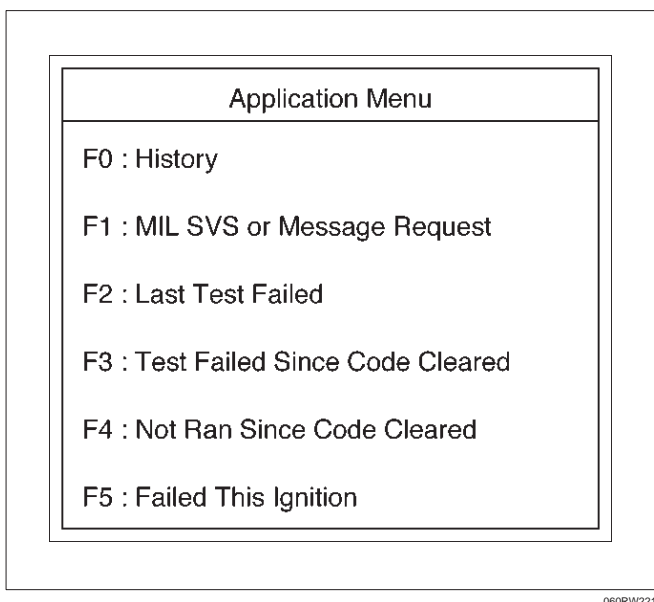 Application Menu
F0 : History
F1 : MIL SVS or Message Request
F2 : Last Test Failed
F3 : Test Failed Since Code Cleared
F4 : Not Ran Since Code Cleared
F5 : Failed This Ignition
060RW221